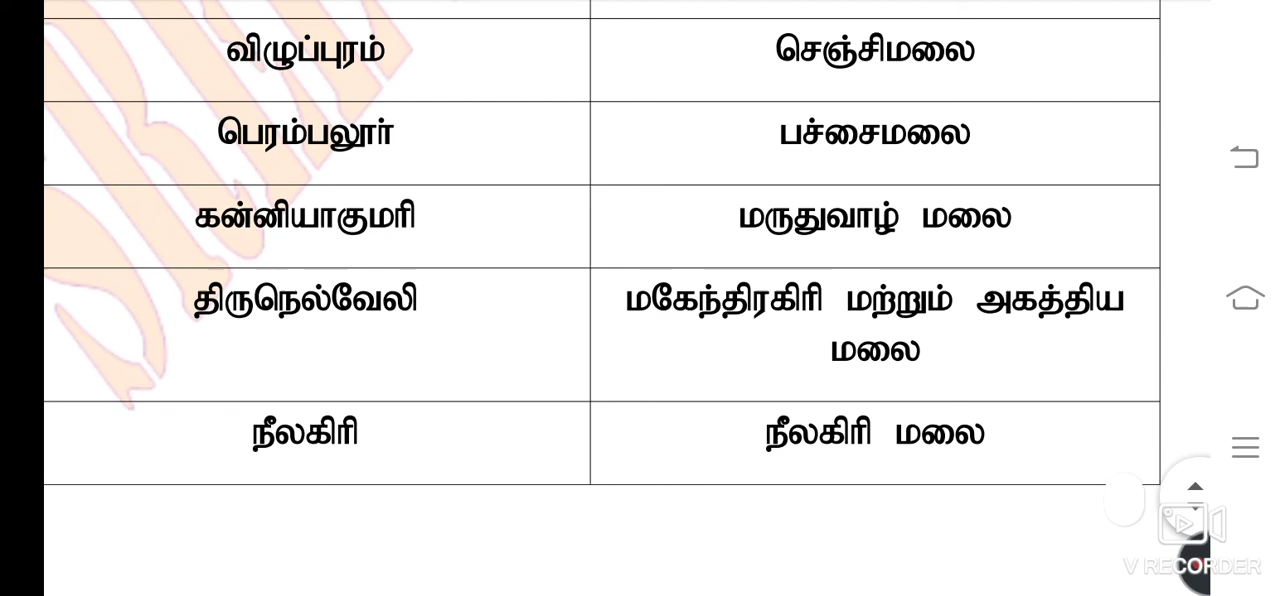 விழுப்புரம் செஞ்சிமலை
பெரம்பலூர் பச்சைமலை
கன்னியாகுமரி மருதுவாழ் மலை
திருநெல்வேலி மகேந்திரகிரி மற்றும் அகத்திய
மலை
நீலகிரி நீலகிரி மலை
V RECORDER